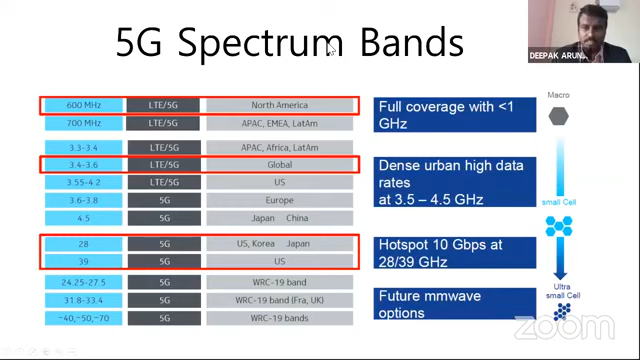 5G Spectrum Bands
DEEPAK ARUN
600 MHz LTE/5G North America
700 MHz LTE/5G APAC, EMEA, LatAm
3.3-3.4 LTE/5G APAC, Africa, LatAm
3.4-3.6 LTE/5G Global
3.55-4.2 LTE/5G US
3.6-3.8 5G Europe
4.5 5G Japan China
28 5G US, Korea Japan
39 5G US
24.25-27.5 5G WRC-19 band
31.8-33.4 5G WRC-19 band (Fra, UK)
~40, ~50, ~70 5G WRC-19 bands
Full coverage with <1
GHz
Dense urban high data
rates
at 3.5 – 4.5 GHz
Hotspot 10 Gbps at
28/39 GHz
Future mmwave
options
Macro
small Cell
Ultra
small Cell
zoom